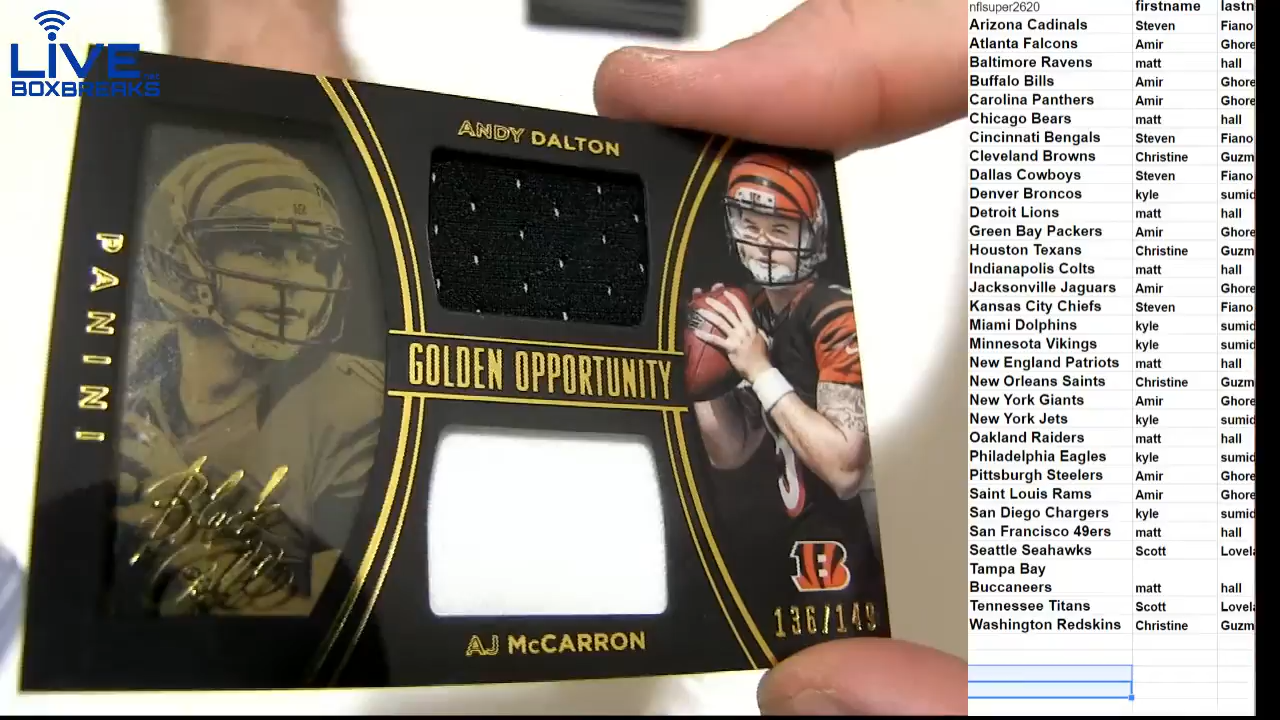 LIVE
BOXBREAKS
ANDY DALTON
PANINI
GOLDEN OPPORTUNITY
Black
Gold
AJ McCARRON
B
136/149
nflsuper2620 firstname lastn
Arizona Cadinals Steven Fiano
Atlanta Falcons Amir Ghore
Baltimore Ravens matt hall
Buffalo Bills Amir Ghore
Carolina Panthers Amir Ghore
Chicago Bears matt hall
Cincinnati Bengals Steven Fiano
Cleveland Browns Christine Guzm
Dallas Cowboys Steven Fiano
Denver Broncos kyle sumid
Detroit Lions matt hall
Green Bay Packers Amir Ghore
Houston Texans Christine Guzm
Indianapolis Colts matt hall
Jacksonville Jaguars Amir Ghore
Kansas City Chiefs Steven Fiano
Miami Dolphins kyle sumid
Minnesota Vikings kyle sumid
New England Patriots matt hall
New Orleans Saints Christine Guzm
New York Giants Amir Ghore
New York Jets kyle sumid
Oakland Raiders matt hall
Philadelphia Eagles kyle sumid
Pittsburgh Steelers Amir Ghore
Saint Louis Rams Amir Ghore
San Diego Chargers kyle sumid
San Francisco 49ers matt hall
Seattle Seahawks Scott Lovela
Tampa Bay
Buccaneers matt hall
Tennessee Titans Scott Lovela
Washington Redskins Christine Guzm